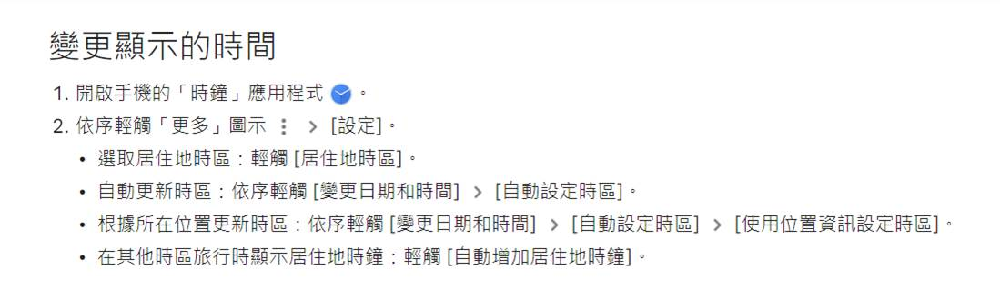 變更顯示的時間
1. 開啟手機的「時鐘」應用程式 。
2. 依序輕觸「更多」圖示 ⋮ > [設定]。
• 選取居住地時區：輕觸 [居住地時區]。
• 自動更新時區：依序輕觸 [變更日期和時間] > [自動設定時區]。
• 根據所在位置更新時區：依序輕觸 [變更日期和時間] > [自動設定時區] > [使用位置資訊設定時區]。
• 在其他時區旅行時顯示居住地時鐘：輕觸 [自動增加居住地時鐘]。